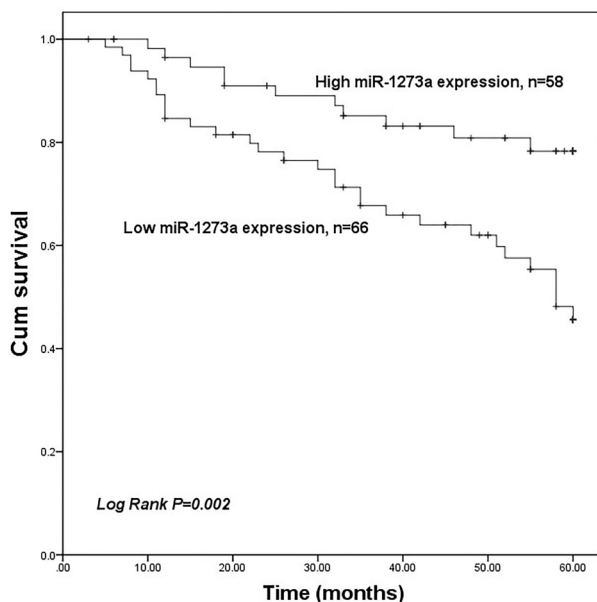 Cum survival
1.0
0.8
0.6
0.4
0.2
0.0
High miR-1273a expression, n=58
Low miR-1273a expression, n=66
Log Rank P=0.002
.00 10.00 20.00 30.00 40.00 50.00 60.00
Time (months)